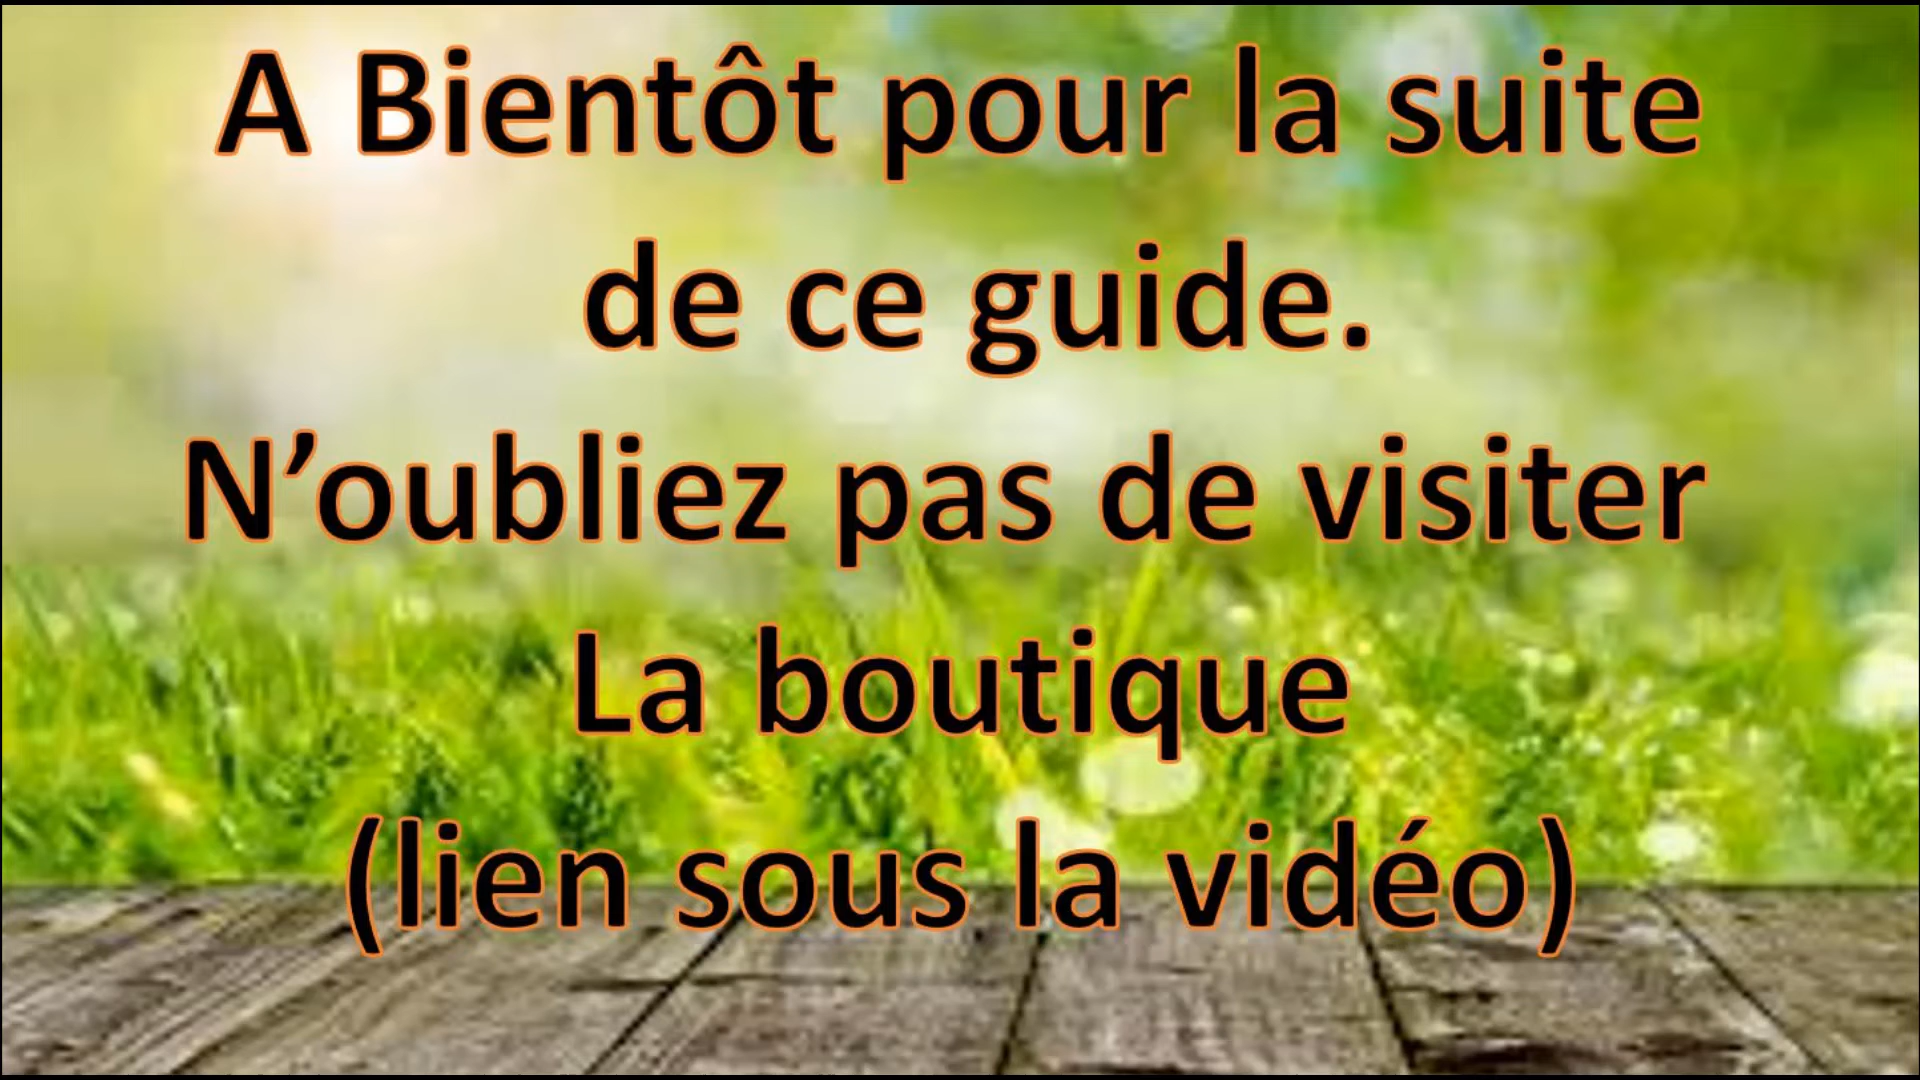 A Bientôt pour la suite
de ce guide.
N’oubliez pas de visiter
La boutique
(lien sous la vidéo)